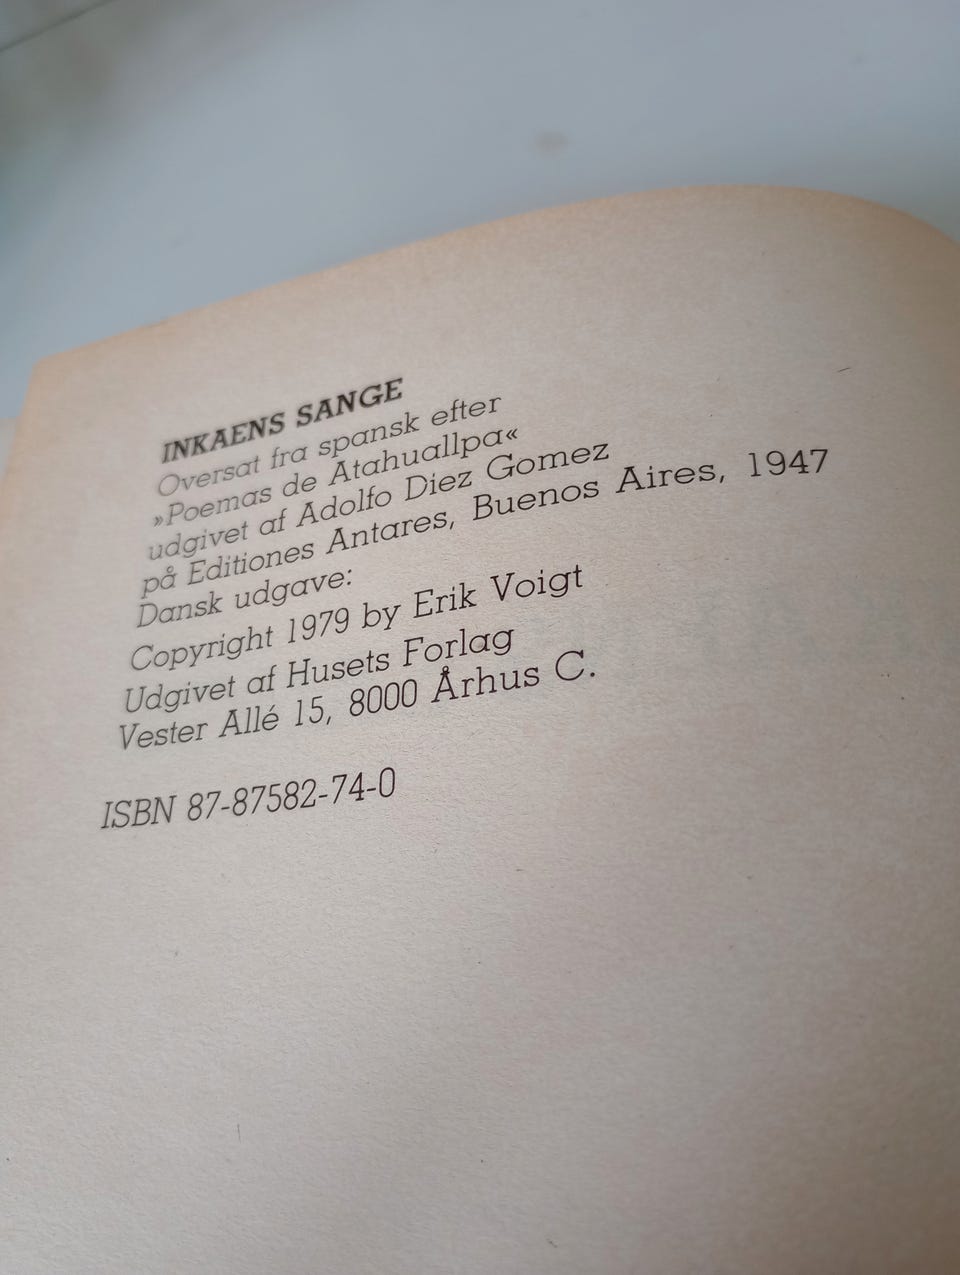 INKAENS SANGE
Oversat fra spansk efter
»Poemas de Atahuallpa«
udgivet af Adolfo Diez Gomez
på Editiones Antares, Buenos Aires, 1947
Dansk udgave:
Copyright 1979 by Erik Voigt
Udgivet af Husets Forlag
Vester Allé 15, 8000 Århus C.
ISBN 87-87582-74-0